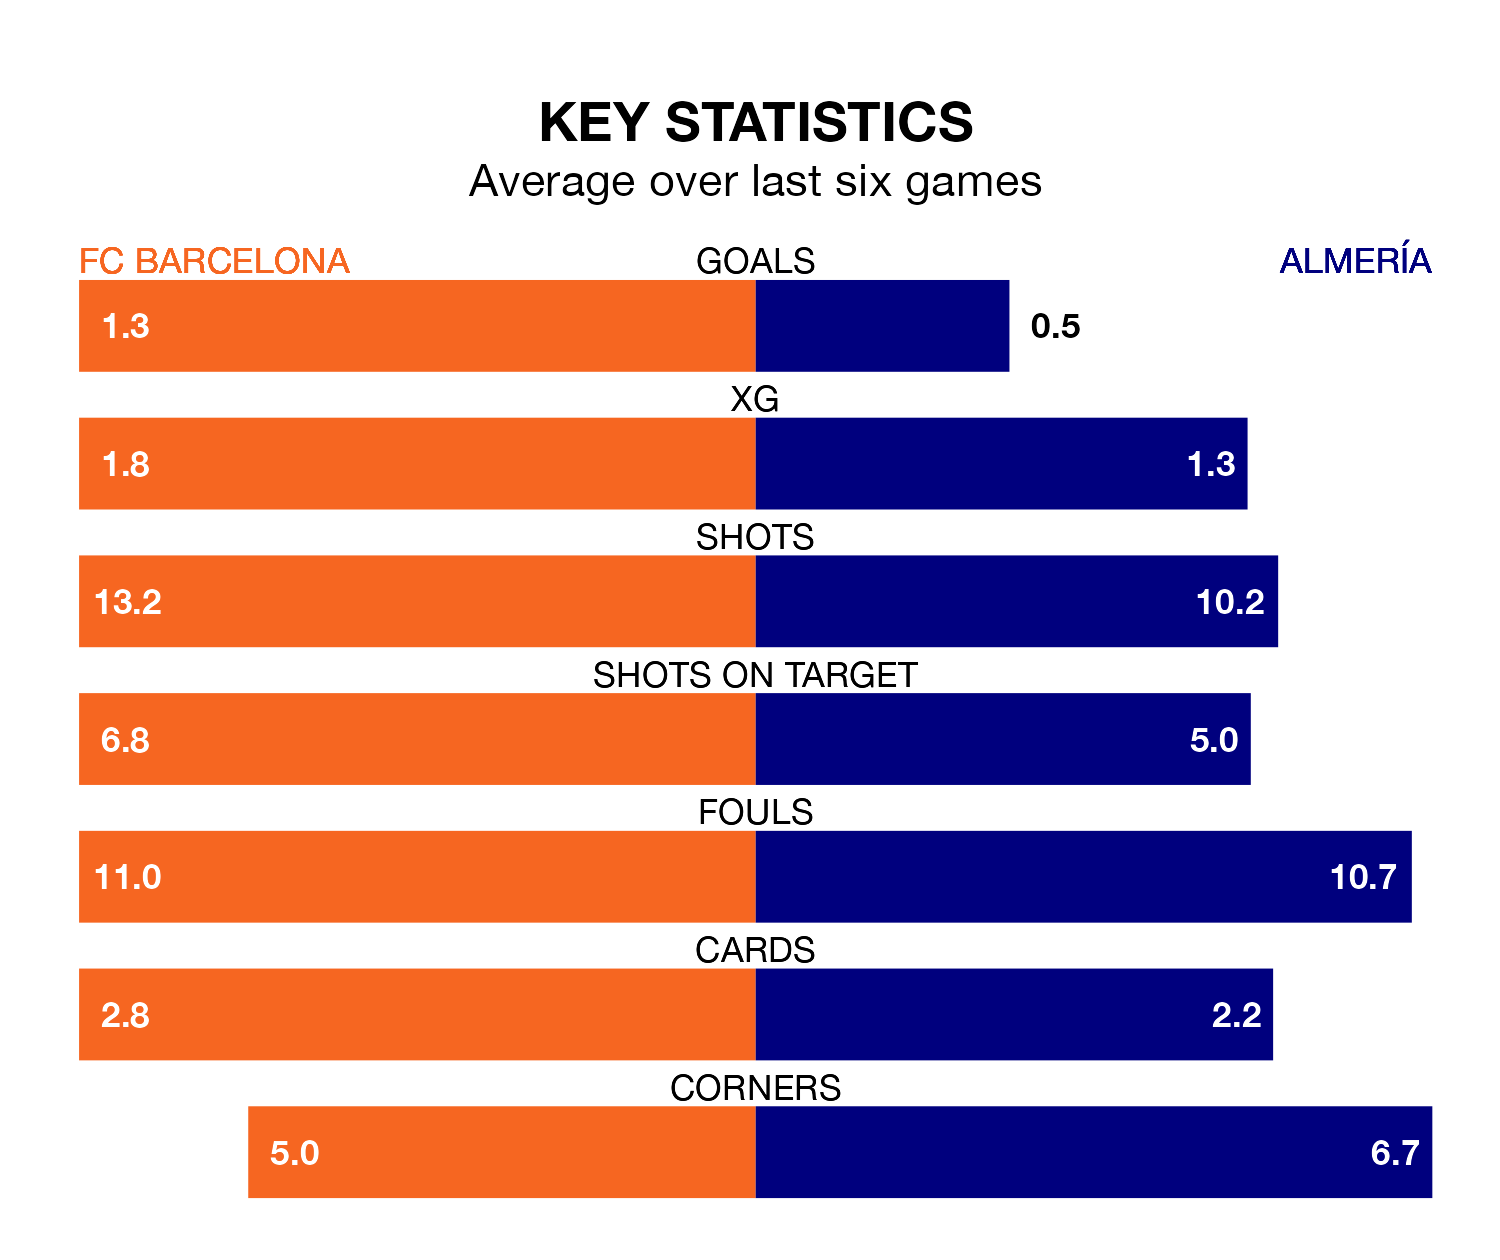 KEY STATISTICS
Average over last six games
FC BARCELONA GOALS ALMERÍA
1.3 0.5
XG
1.8 1.3
SHOTS
13.2 10.2
SHOTS ON TARGET
6.8 5.0
FOULS
11.0 10.7
CARDS
2.8 2.2
CORNERS
5.0 6.7